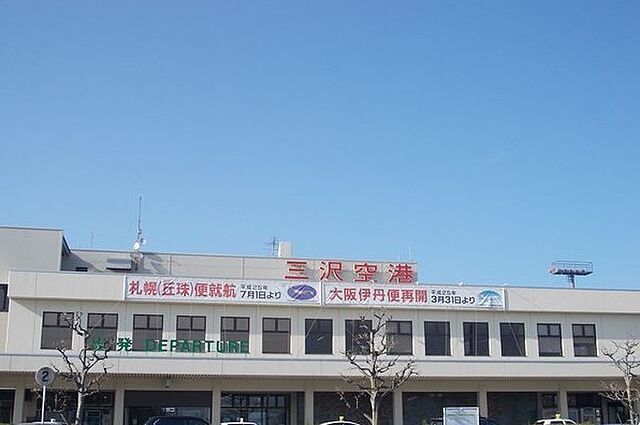 三沢空港
札幌(丘珠)便就航
平成25年
7月1日より
大阪伊丹便再開
平成25年
3月31日より
出発 DEPARTURE
2